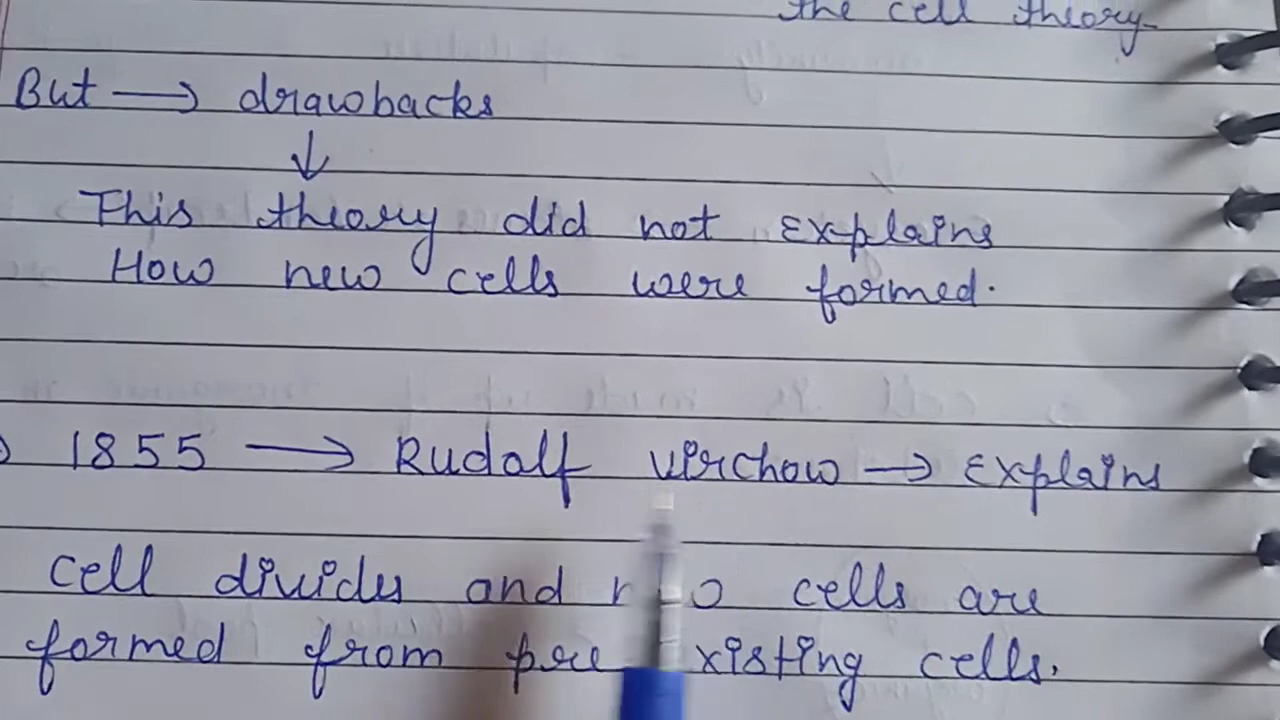 the cell theory-
But → drawbacks
↓
This theory did not Explains
How new cells were formed.
1855 → Rudolf virchow → Explains
cell divides and cells are
formed from pre xisting cells.